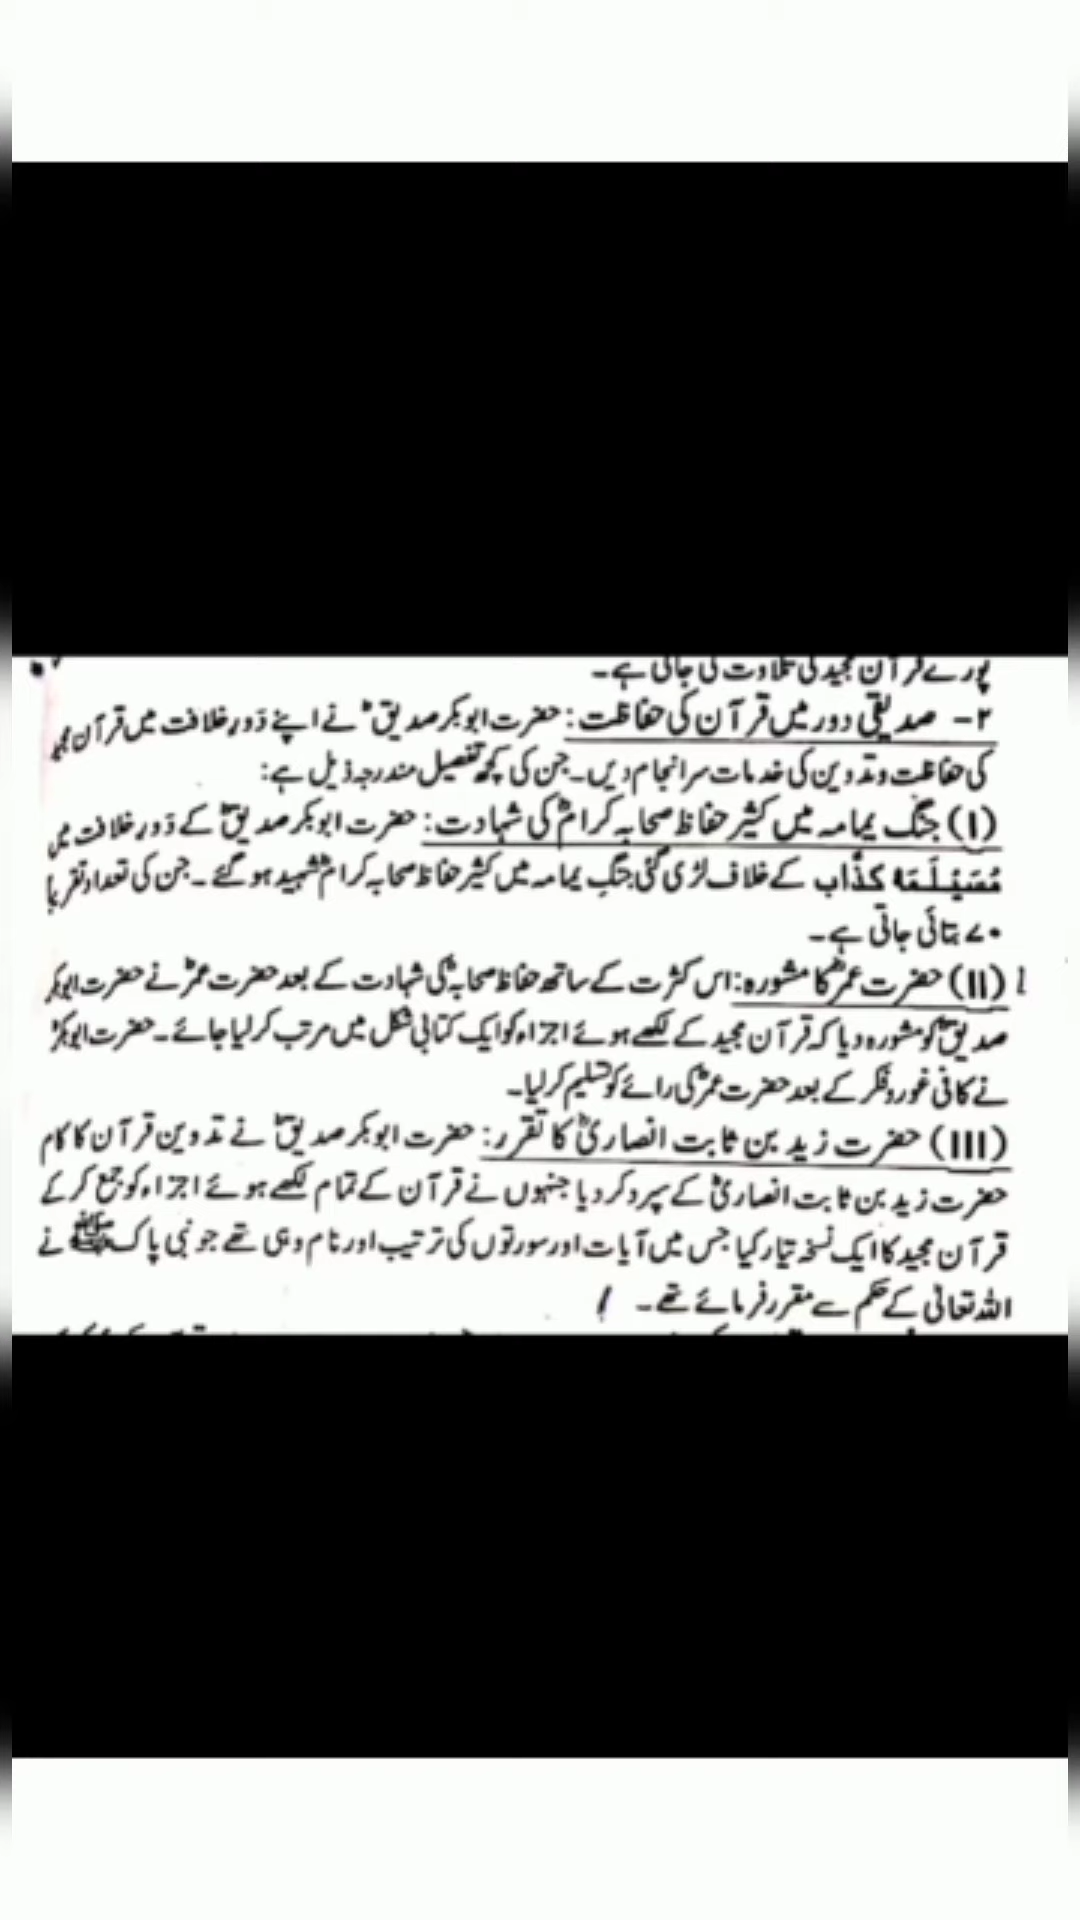 پورے قرآن مجید کی تلاوت کی جاتی ہے۔
۲- صدیقی دور میں قرآن کی حفاظت: حضرت ابوبکر صدیقؓ نے اپنے دَورِ خلافت میں قرآن مجید
کی حفاظت و تدوین کی خدمات سرانجام دیں۔ جن کی کچھ تفصیل مندرجہ ذیل ہے:
(I) جنگ یمامہ میں کثیر حفاظ صحابہ کرامؓ کی شہادت: حضرت ابوبکر صدیقؓ کے دَورِ خلافت میں
مُسَیْلَمَہ کذَّاب کے خلاف لڑی گئی جنگِ یمامہ میں کثیر حفاظ صحابہ کرامؓ شہید ہو گئے۔ جن کی تعداد تقریباً
۷۰ بتائی جاتی ہے۔
(II) حضرت عمرؓ کا مشورہ: اس کثرت کے ساتھ حفاظ صحابہؓ کی شہادت کے بعد حضرت عمرؓ نے حضرت ابوبکر
صدیقؓ کو مشورہ دیا کہ قرآن مجید کے لکھے ہوئے اجزاء کو ایک کتابی شکل میں مرتب کر لیا جائے۔ حضرت ابوبکرؓ
نے کافی غور و فکر کے بعد حضرت عمرؓ کی رائے کو تسلیم کر لیا۔
(III) حضرت زید بن ثابت انصاریؓ کا تقرر: حضرت ابوبکر صدیقؓ نے تدوین قرآن کا کام
حضرت زید بن ثابت انصاریؓ کے سپرد کر دیا جنہوں نے قرآن کے تمام لکھے ہوئے اجزاء کو جمع کر کے
قرآن مجید کا ایک نسخہ تیار کیا جس میں آیات اور سورتوں کی ترتیب اور نام وہی تھے جو نبی پاک ﷺ نے
اللہ تعالیٰ کے حکم سے مقرر فرمائے تھے۔